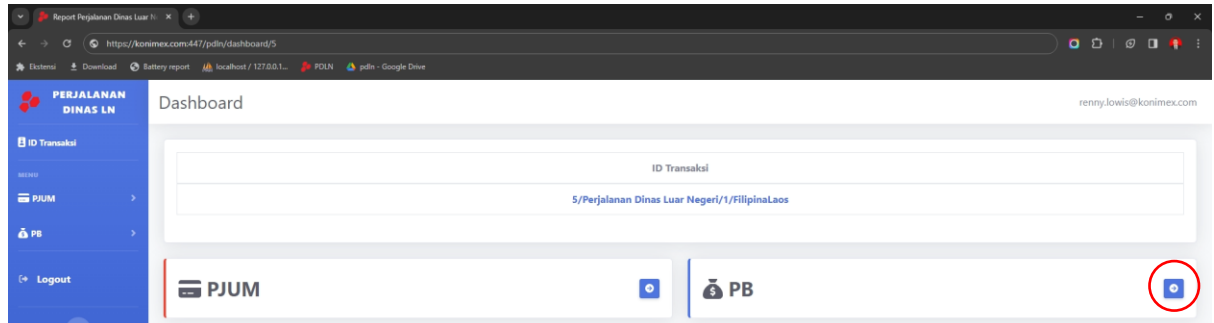 Report Perjalanan Dinas Luar N
https://konimex.com:447/pdln/dashboard/5
Ekstensi Download Battery report localhost / 127.0.0.1... PDLN pdln - Google Drive
PERJALANAN
DINAS LN
Dashboard
renny.lowis@konimex.com
ID Transaksi
ID Transaksi
MENU
5/Perjalanan Dinas Luar Negeri/1/FilipinaLaos
PJUM
PB
Logout
PJUM
PB